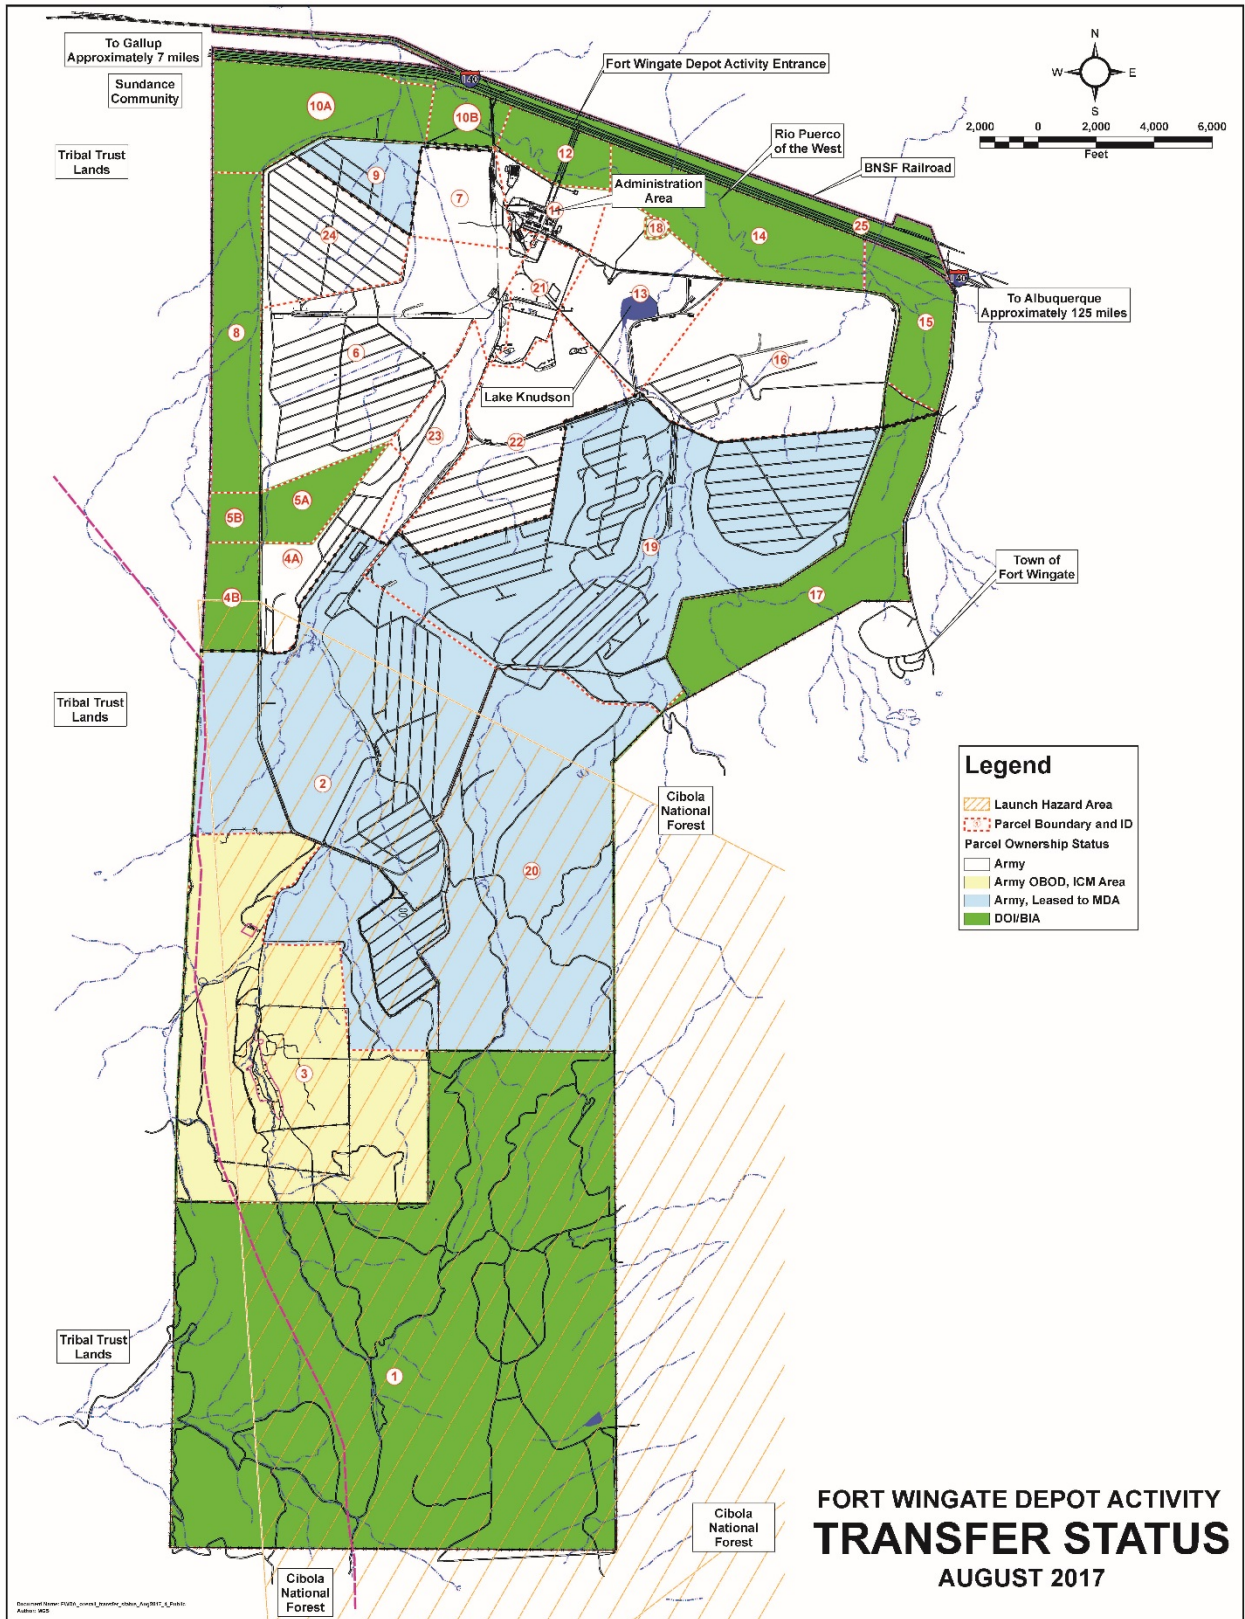 To Gallup
Approximately 7 miles
Sundance
Community
Tribal Trust
Lands
Fort Wingate Depot Activity Entrance
N
W
E
S
2,000 0 2,000 4,000 6,000
Feet
Rio Puerco
of the West
BNSF Railroad
Administration
Area
40
10A
10B
12
9
7
11
18
14
25
24
21
13
40
To Albuquerque
Approximately 125 miles
8
6
15
16
Lake Knudson
23
22
5A
5B
4A
19
4B
17
Town of
Fort Wingate
Tribal Trust
Lands
2
Cibola
National
Forest
20
3
Legend
Launch Hazard Area
Parcel Boundary and ID
Parcel Ownership Status
Army
Army OBOD, ICM Area
Army, Leased to MDA
DOI/BIA
Tribal Trust
Lands
1
Cibola
National
Forest
Cibola
National
Forest
FORT WINGATE DEPOT ACTIVITY
TRANSFER STATUS
AUGUST 2017
Author: MGS